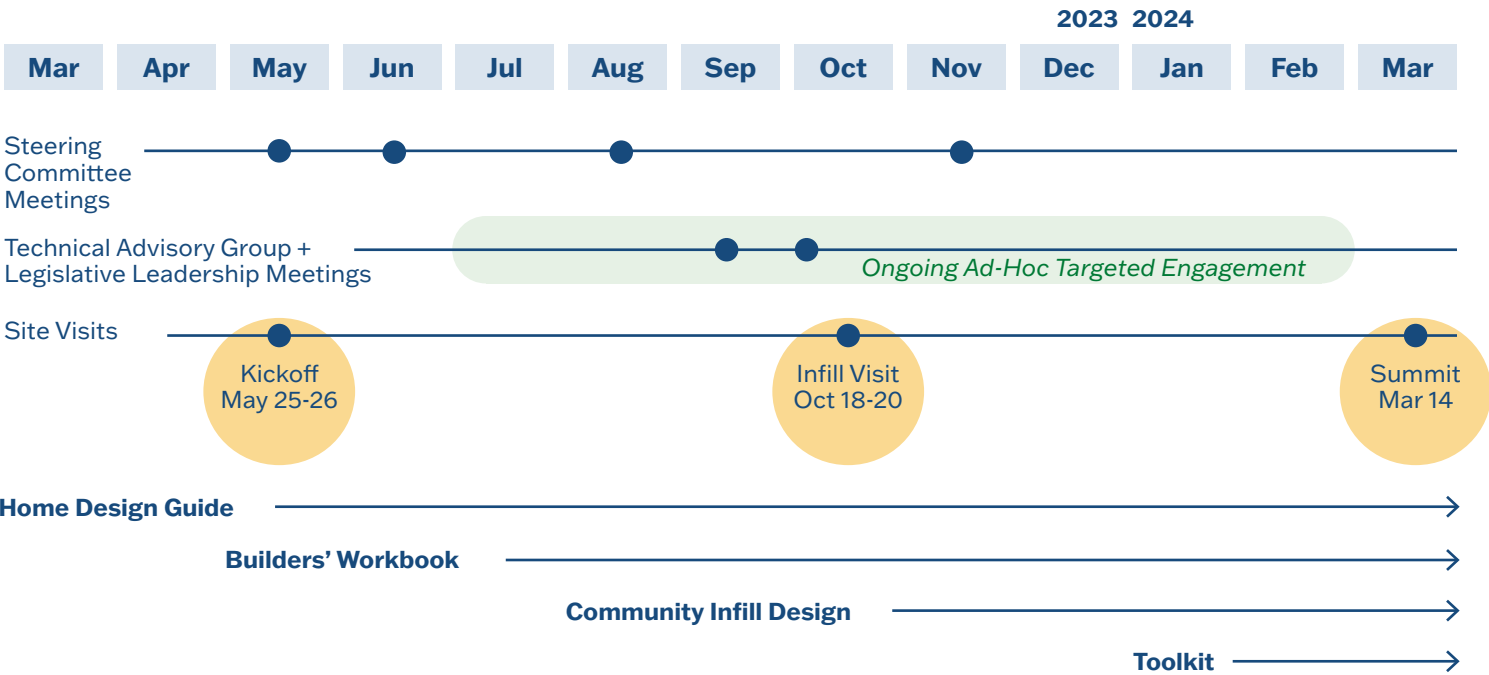 2023 2024
Mar Apr May Jun Jul Aug Sep Oct Nov Dec Jan Feb Mar
Steering
Committee
Meetings
Technical Advisory Group +
Legislative Leadership Meetings
Ongoing Ad-Hoc Targeted Engagement
Site Visits
Kickoff
May 25-26
Infill Visit
Oct 18-20
Summit
Mar 14
Home Design Guide
Builders’ Workbook
Community Infill Design
Toolkit